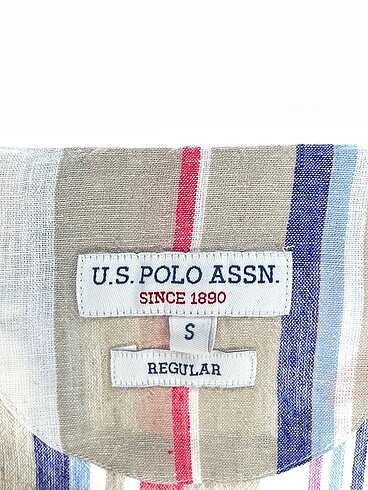 U.S. POLO ASSN.
SINCE 1890
S
REGULAR